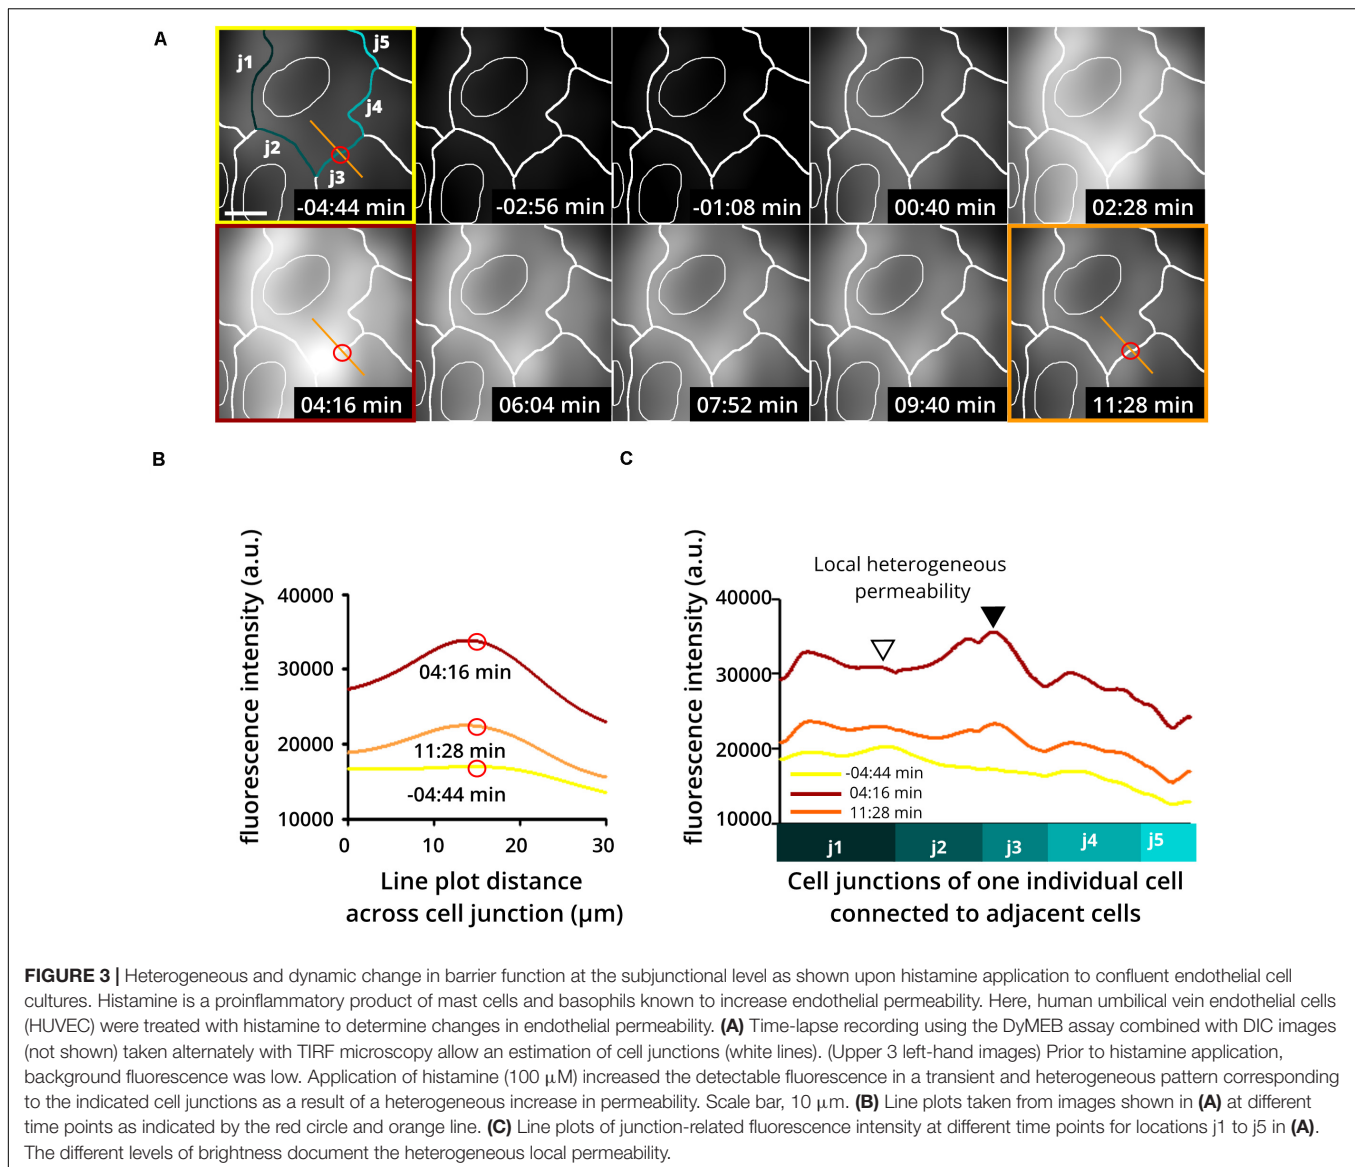 A
j1
j5
j4
j2
j3
-04:44 min
-02:56 min
-01:08 min
00:40 min
02:28 min
04:16 min
06:04 min
07:52 min
09:40 min
11:28 min
B
C
fluorescence intensity (a.u.)
40000
30000
20000
10000
04:16 min
11:28 min
-04:44 min
0 10 20 30
Line plot distance
across cell junction (µm)
fluorescence intensity (a.u.)
Local heterogeneous
permeability
40000
30000
20000
10000
-04:44 min
04:16 min
11:28 min
j1 j2 j3 j4 j5
Cell junctions of one individual cell
connected to adjacent cells
FIGURE 3 | Heterogeneous and dynamic change in barrier function at the subjunctional level as shown upon histamine application to confluent endothelial cell
cultures. Histamine is a proinflammatory product of mast cells and basophils known to increase endothelial permeability. Here, human umbilical vein endothelial cells
(HUVEC) were treated with histamine to determine changes in endothelial permeability. (A) Time-lapse recording using the DyMEB assay combined with DIC images
(not shown) taken alternately with TIRF microscopy allow an estimation of cell junctions (white lines). (Upper 3 left-hand images) Prior to histamine application,
background fluorescence was low. Application of histamine (100 µM) increased the detectable fluorescence in a transient and heterogeneous pattern corresponding
to the indicated cell junctions as a result of a heterogeneous increase in permeability. Scale bar, 10 µm. (B) Line plots taken from images shown in (A) at different
time points as indicated by the red circle and orange line. (C) Line plots of junction-related fluorescence intensity at different time points for locations j1 to j5 in (A).
The different levels of brightness document the heterogeneous local permeability.